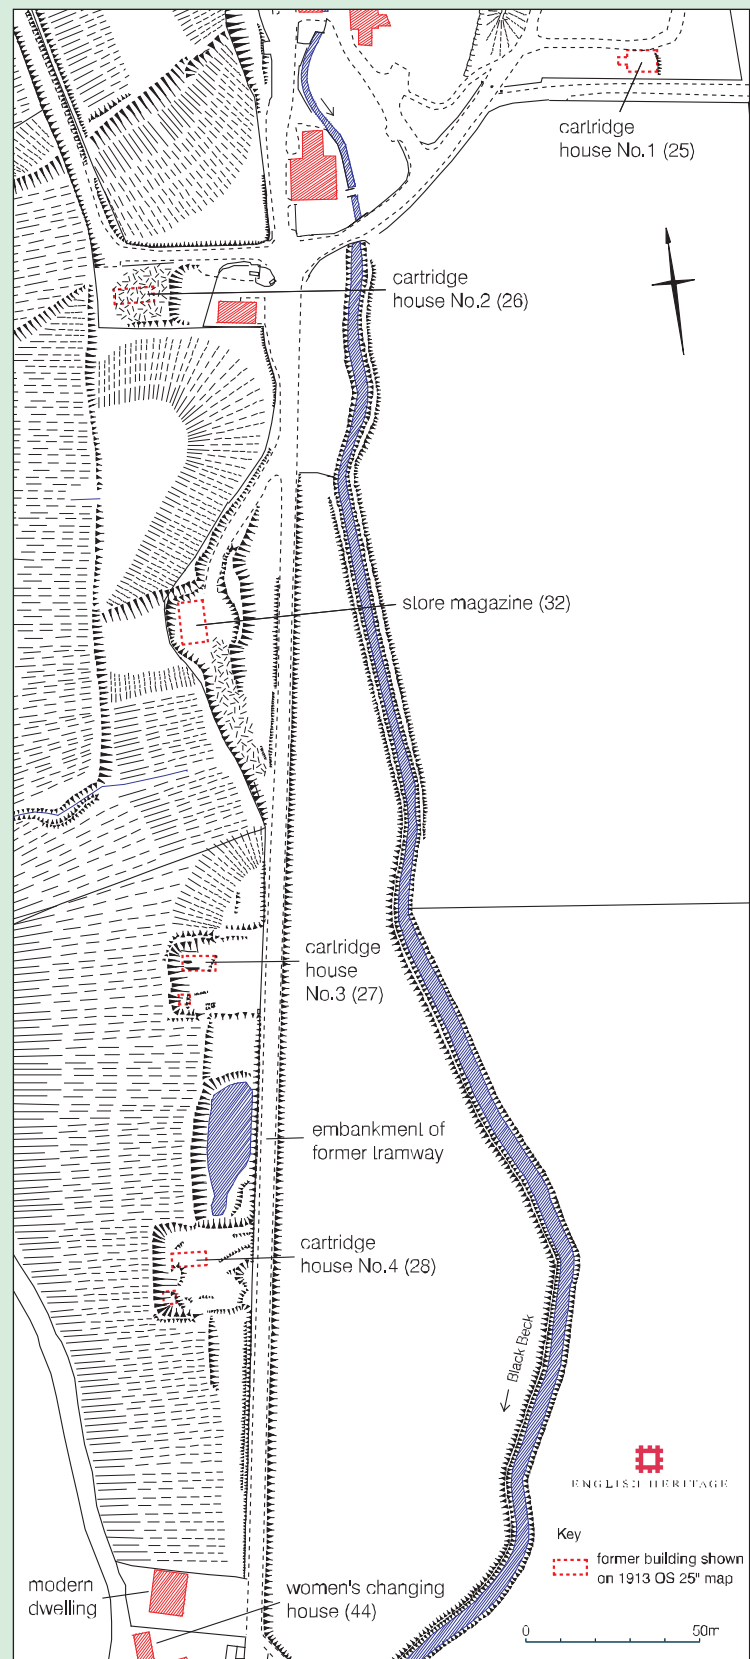 cartridge
house No.1 (25)
cartridge
house No.2 (26)
store magazine (32)
cartridge
house
No.3 (27)
embankment of
former tramway
cartridge
house No.4 (28)
Black Beck
ENGLISH HERITAGE
Key
former building shown
on 1913 OS 25" map
modern
dwelling
women's changing
house (44)
0 50m